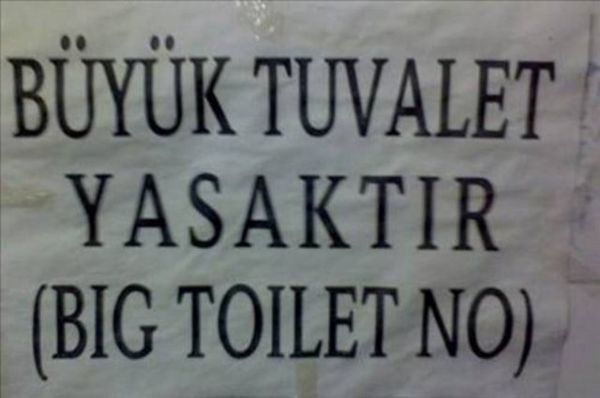 BÜYÜK TUVALET
YASAKTIR
(BIG TOILET NO)